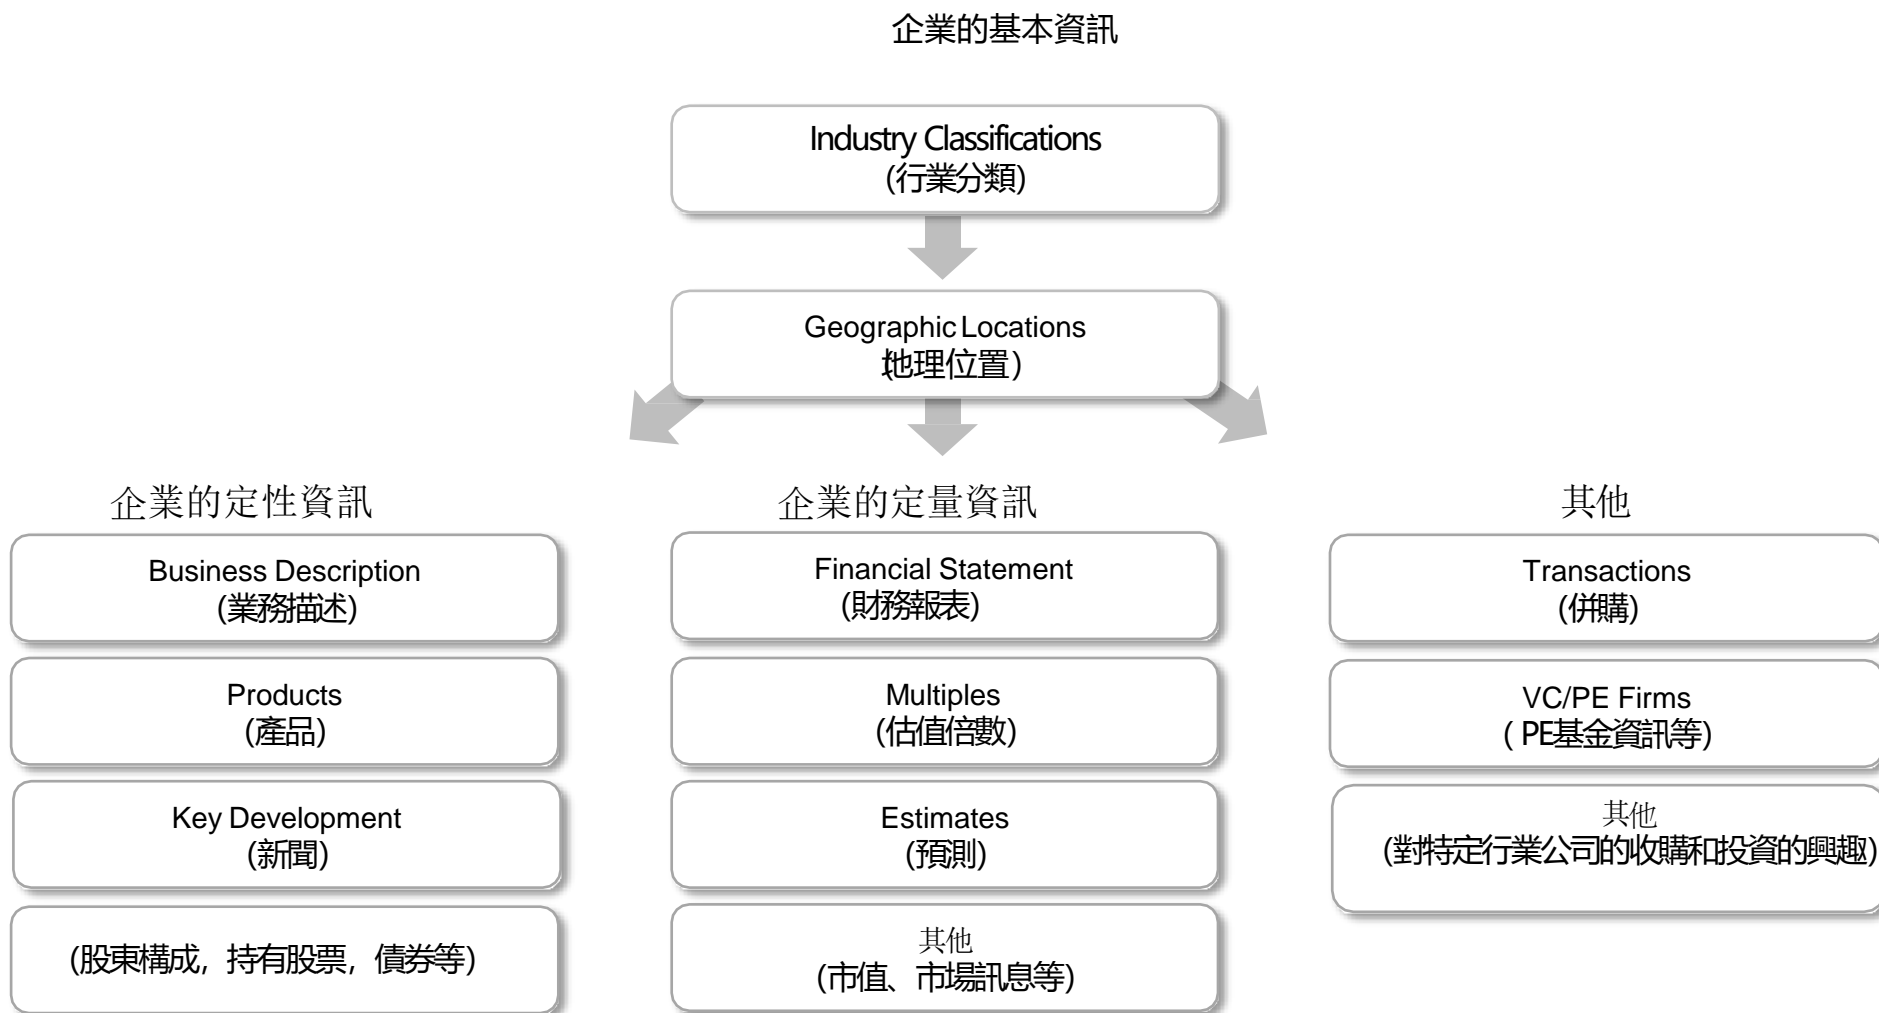 企業的基本資訊
Industry Classifications
(行業分類)
Geographic Locations
(地理位置)
企業的定性資訊
Business Description
(業務描述)
Products
(產品)
Key Development
(新聞)
(股東構成，持有股票，債券等)
企業的定量資訊
Financial Statement
(財務報表)
Multiples
(估值倍數)
Estimates
(預測)
其他
(市值、市場訊息等)
其他
Transactions
(併購)
VC/PE Firms
( PE基金資訊等)
其他
(對特定行業公司的收購和投資的興趣)